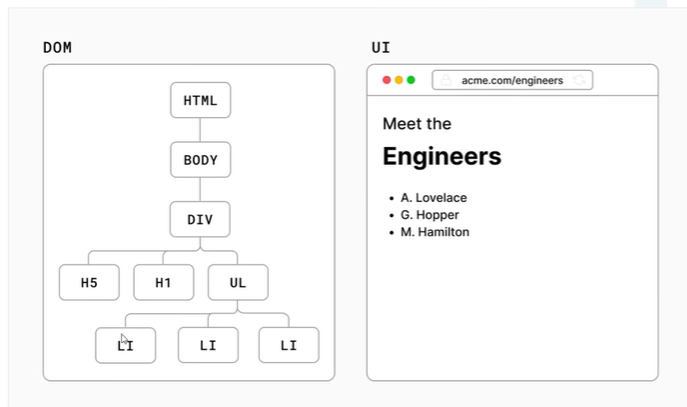 DOM
HTML
BODY
DIV
H5 H1 UL
LI LI LI
UI
acme.com/engineers
Meet the
Engineers
• A. Lovelace
• G. Hopper
• M. Hamilton